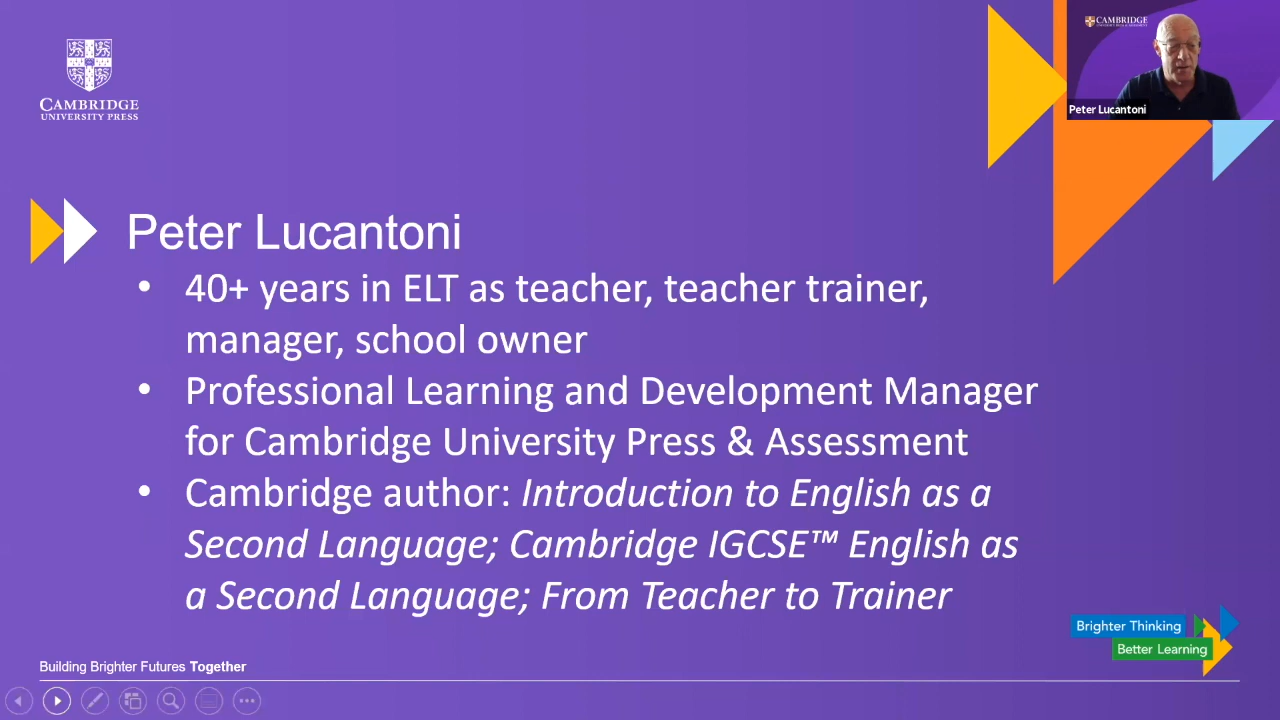 CAMBRIDGE
UNIVERSITY PRESS
CAMBRIDGE
Peter Lucantoni
Peter Lucantoni
• 40+ years in ELT as teacher, teacher trainer,
manager, school owner
• Professional Learning and Development Manager
for Cambridge University Press & Assessment
• Cambridge author: Introduction to English as a
Second Language; Cambridge IGCSE™ English as
a Second Language; From Teacher to Trainer
Brighter Thinking
Better Learning
Building Brighter Futures Together